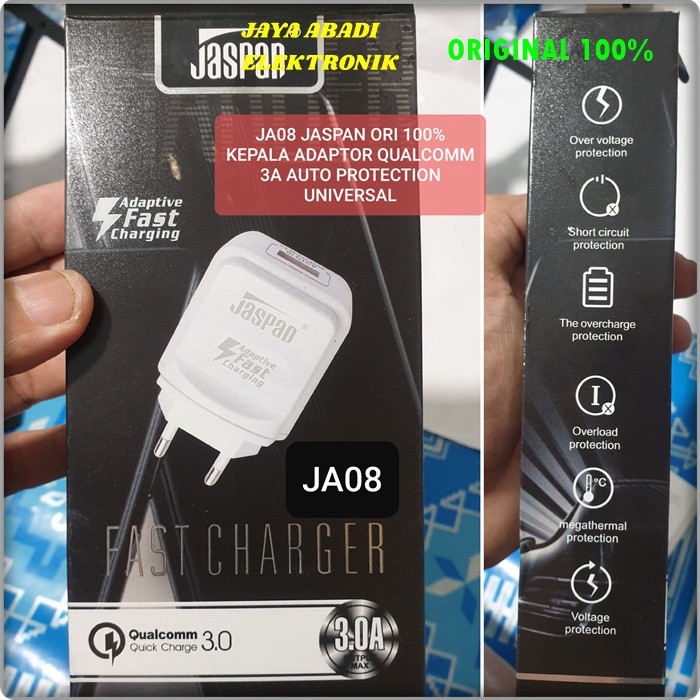 JAYA ABADI
ELEKTRONIK
Jaspan
ORIGINAL 100%
JA08 JASPAN ORI 100%
KEPALA ADAPTOR QUALCOMM
3A AUTO PROTECTION
UNIVERSAL
Adaptive
Fast
Charging
Jaspan®
Adaptive
Fast
Charging
JA08
FAST CHARGER
Qualcomm
Quick Charge 3.0
3.0A
OUTPUT
MAX
Over voltage
protection
Short circuit
protection
The overcharge
protection
I
Overload
protection
°C
megathermal
protection
Voltage
protection